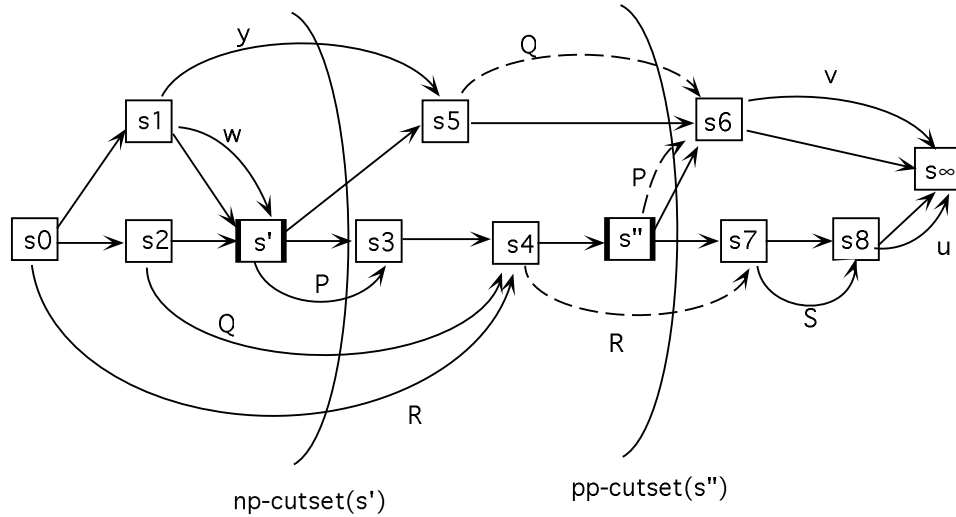 y
Q
v
s1
w
s5
s6
s∞
P
s0
s2
s'
s3
s4
s"
s7
s8
u
P
Q
R
S
R
np-cutset(s')
pp-cutset(s")